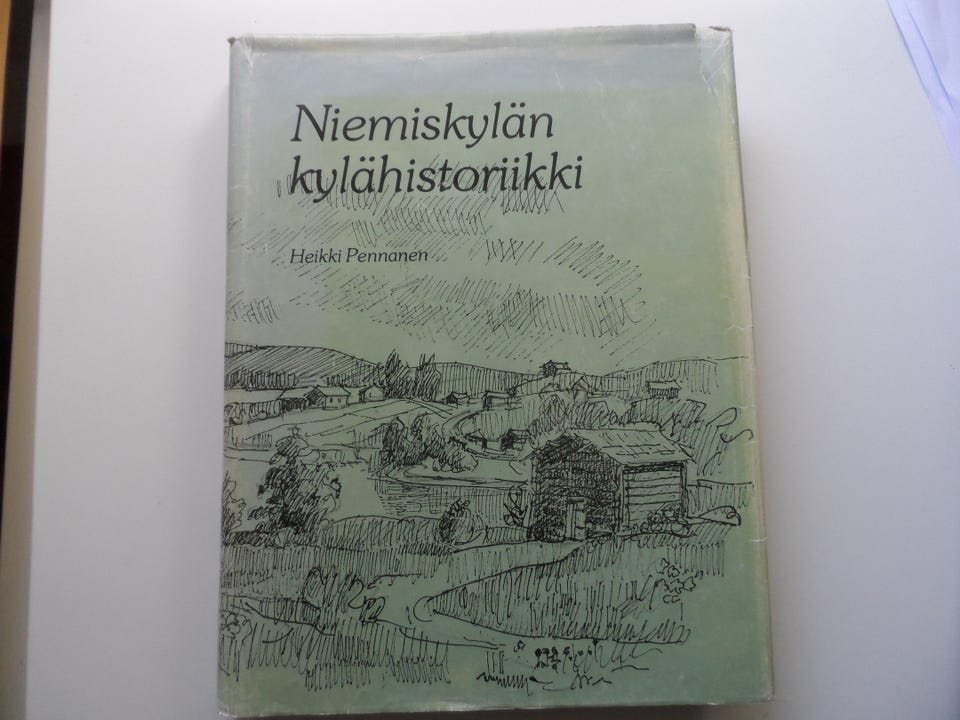 Niemiskylän
kylähistoriikki
Heikki Pennanen